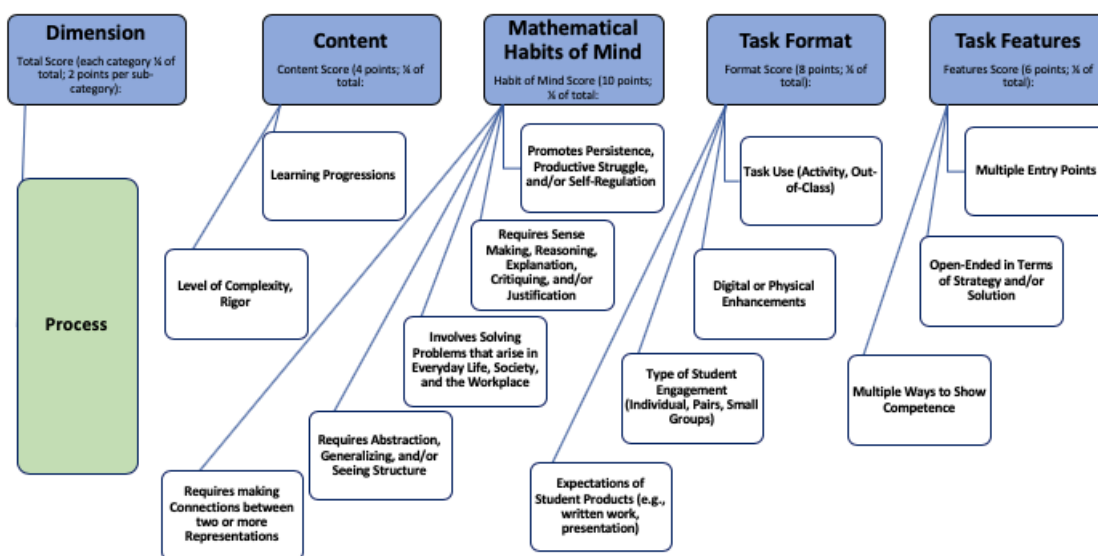 Dimension
Total Score (each category ¼ of
total; 2 points per sub-
category):
Content
Content Score (4 points; ¼ of
total:
Mathematical
Habits of Mind
Habit of Mind Score (10 points;
¼ of total:
Task Format
Format Score (8 points; ¼ of
total):
Task Features
Features Score (6 points; ¼ of
total):
Process
Learning Progressions
Level of Complexity,
Rigor
Promotes Persistence,
Productive Struggle,
and/or Self-Regulation
Requires Sense
Making, Reasoning,
Explanation,
Critiquing, and/or
Justification
Involves Solving
Problems that arise in
Everyday Life, Society,
and the Workplace
Requires Abstraction,
Generalizing, and/or
Seeing Structure
Requires making
Connections between
two or more
Representations
Task Use (Activity, Out-
of-Class)
Digital or Physical
Enhancements
Type of Student
Engagement
(Individual, Pairs, Small
Groups)
Expectations of
Student Products (e.g.,
written work,
presentation)
Multiple Entry Points
Open-Ended in Terms
of Strategy and/or
Solution
Multiple Ways to Show
Competence